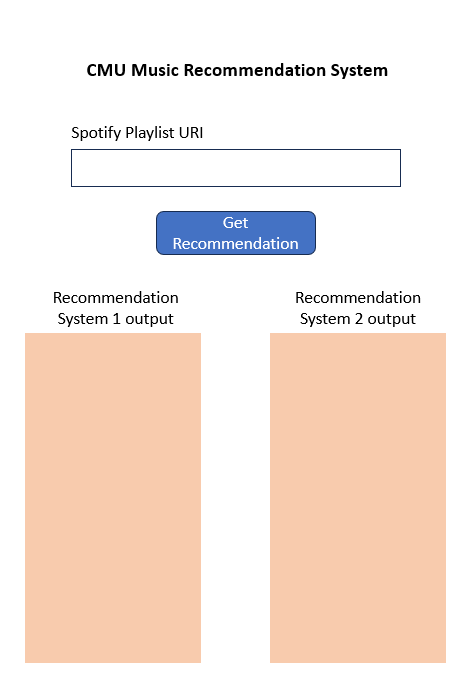 CMU Music Recommendation System
Spotify Playlist URI
Get
Recommendation
Recommendation
System 1 output
Recommendation
System 2 output